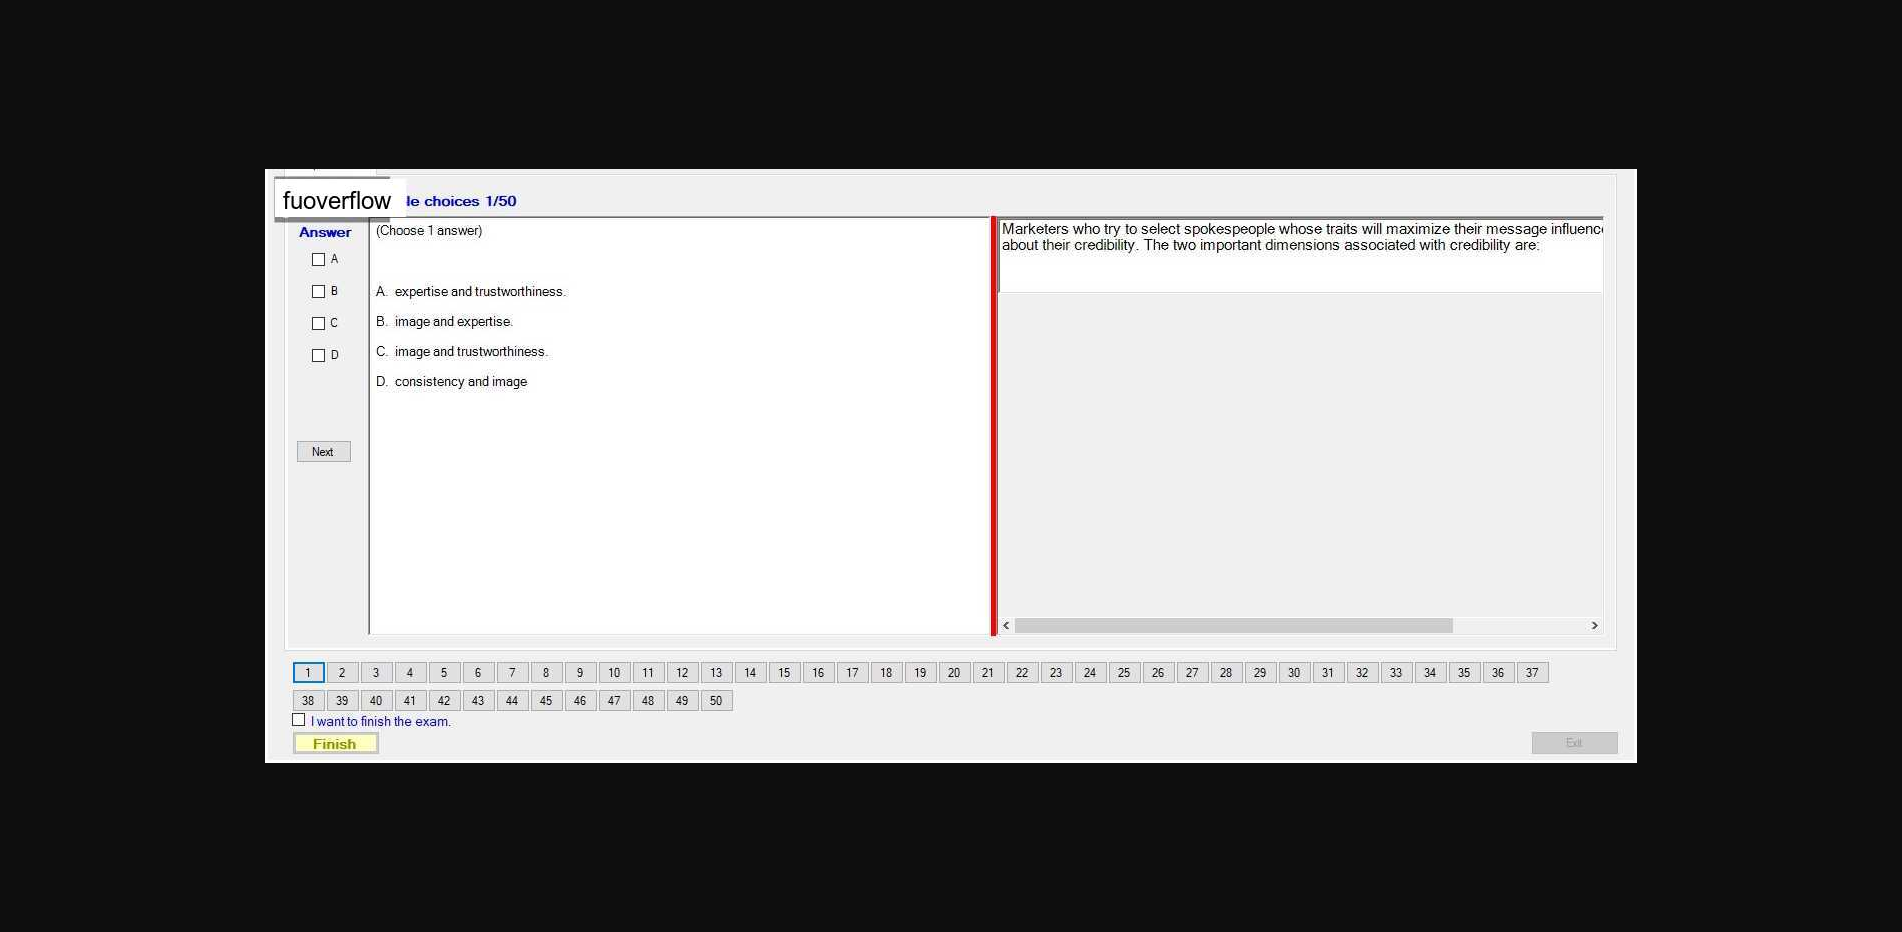 fuoverflow
le choices 1/50
Answer
(Choose 1 answer)
A
B
C
D
A. expertise and trustworthiness.
B. image and expertise.
C. image and trustworthiness.
D. consistency and image
Next
Marketers who try to select spokespeople whose traits will maximize their message influenc
about their credibility. The two important dimensions associated with credibility are:
1 2 3 4 5 6 7 8 9 10 11 12 13 14 15 16 17 18 19 20 21 22 23 24 25 26 27 28 29 30 31 32 33 34 35 36 37
38 39 40 41 42 43 44 45 46 47 48 49 50
I want to finish the exam.
Finish
Exit